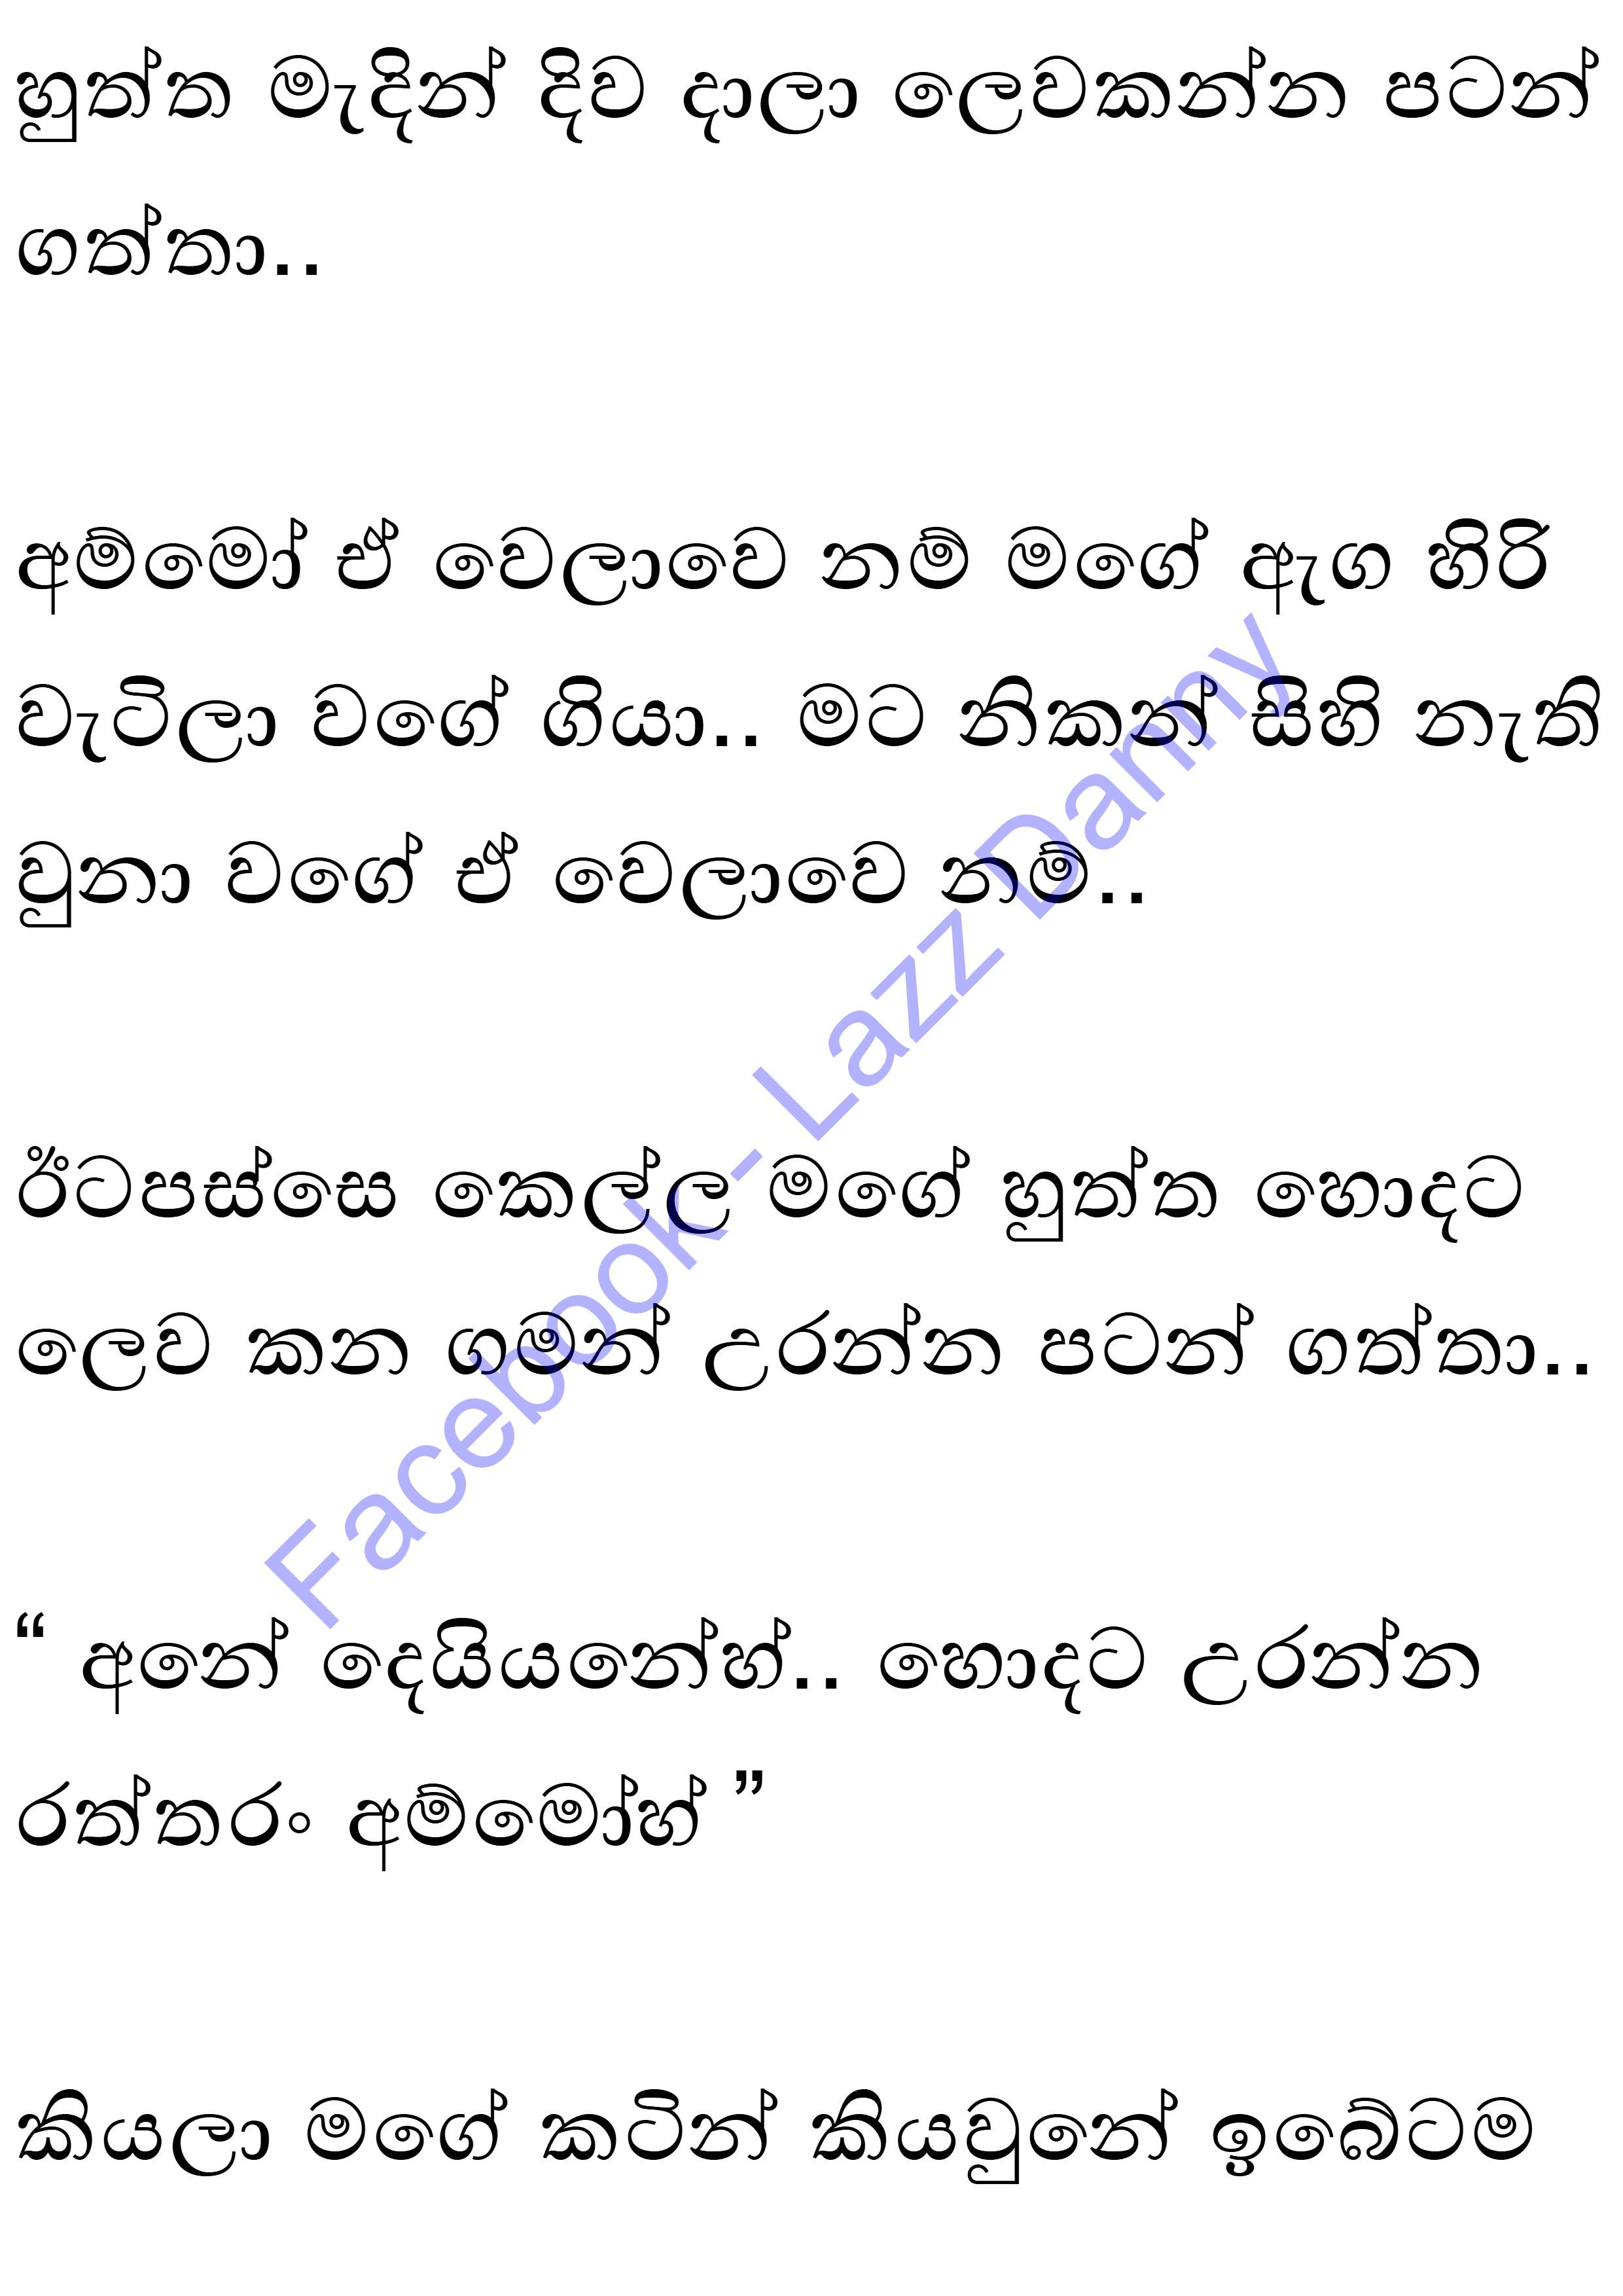 හුත්ත මැදින් දිව දාලා ලෙවකන්න පටන්
ගත්තා..
අම්මෝ ඒ වෙලාවෙ නම් මගේ ඇග හිරි
වැටිලා වගේ ගියා.. මට නිකන් සිහි නැති
වුනා වගේ ඒ වෙලාවෙ නම්..
ඊටපස්සෙ කෙල්ල මගේ හුත්ත හොදට
ලෙව කන ගමන් උරන්න පටන් ගත්තා..
“ අනේ දෙයියනේහ්.. හොදට උරන්න
රත්තරං අම්මෝහ් ”
කියලා මගේ කටින් කියවුනේ ඉබේටම
Facebook- Lazz Danny